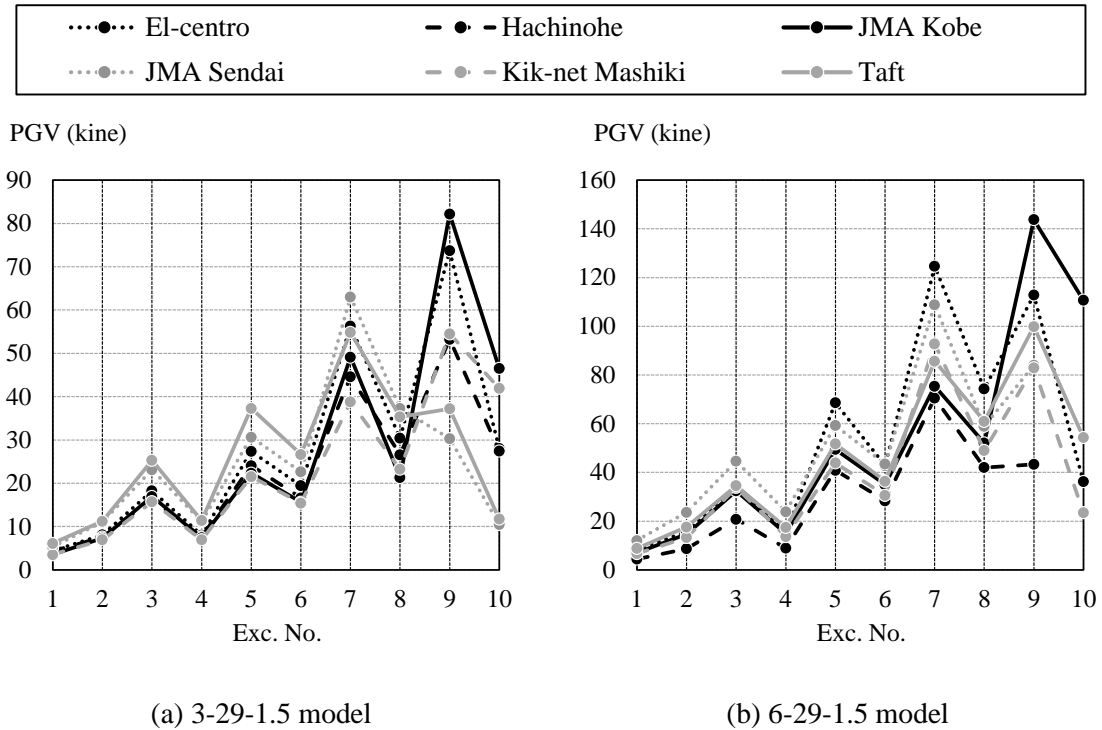 El-centro Hachinohe JMA Kobe
JMA Sendai Kik-net Mashiki Taft
PGV (kine)
90
80
70
60
50
40
30
20
10
0
1 2 3 4 5 6 7 8 9 10
Exc. No.
(a) 3-29-1.5 model
PGV (kine)
160
140
120
100
80
60
40
20
0
1 2 3 4 5 6 7 8 9 10
Exc. No.
(b) 6-29-1.5 model